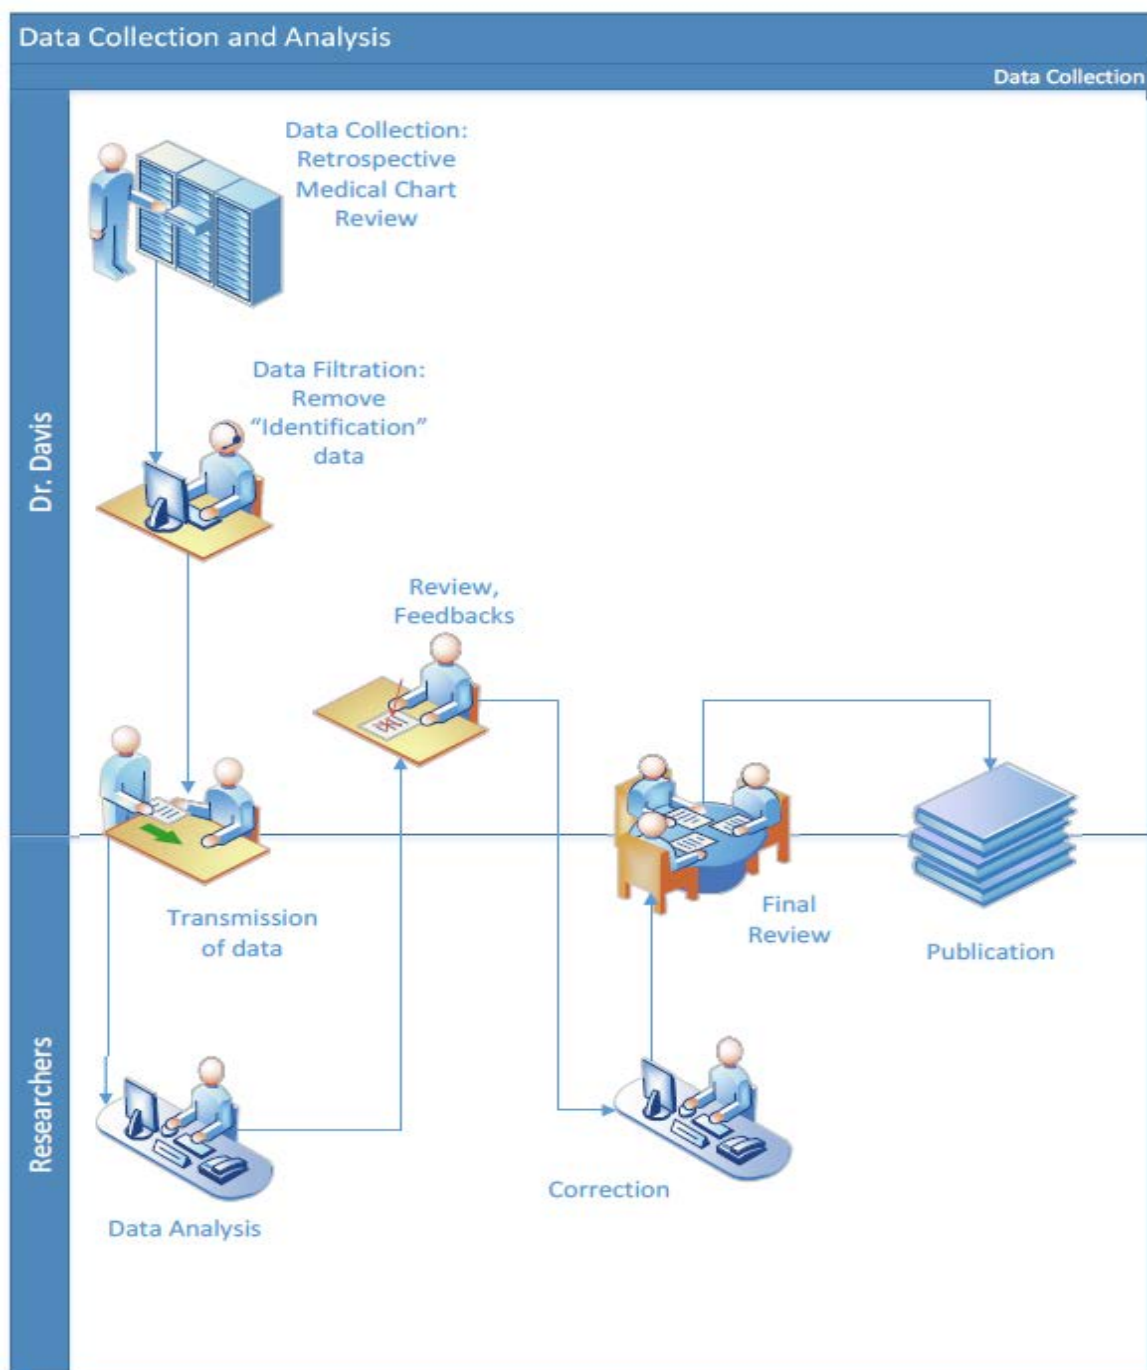 Data Collection and Analysis
Data Collection
Dr. Davis
Data Collection:
Retrospective
Medical Chart
Review
Data Filtration:
Remove
“Identification”
data
Review,
Feedbacks
Transmission
of data
Final
Review
Publication
Researchers
Data Analysis
Correction